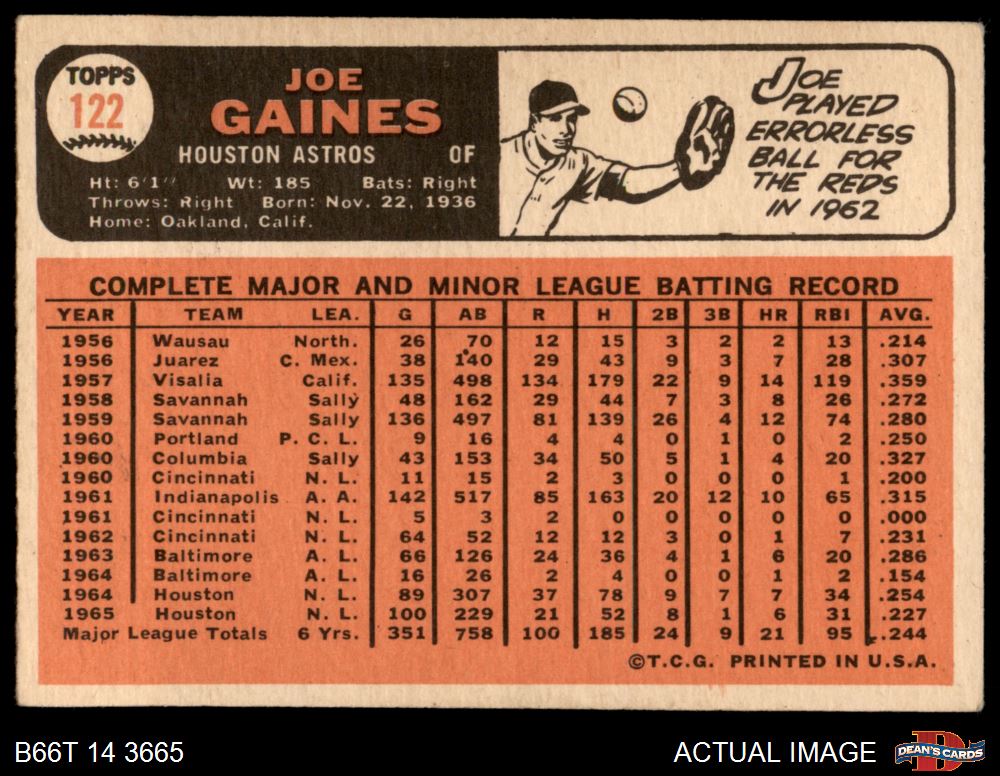 TOPPS
122
JOE
GAINES
HOUSTON ASTROS OF
Ht: 6'1" Wt: 185 Bats: Right
Throws: Right Born: Nov. 22, 1936
Home: Oakland, Calif.
JOE
PLAYED
ERRORLESS
BALL FOR
THE REDS
IN 1962
COMPLETE MAJOR AND MINOR LEAGUE BATTING RECORD
YEAR TEAM LEA. G AB R H 2B 3B HR RBI AVG.
1956 Wausau North. 26 70 12 15 3 2 2 13 .214
1956 Juarez C. Mex. 38 140 29 43 9 3 7 28 .307
1957 Visalia Calif. 135 498 134 179 22 9 14 119 .359
1958 Savannah Sally 48 162 29 44 7 3 8 26 .272
1959 Savannah Sally 136 497 81 139 26 4 12 74 .280
1960 Portland P. C. L. 9 16 4 4 0 1 0 2 .250
1960 Columbia Sally 43 153 34 50 5 1 4 20 .327
1960 Cincinnati N. L. 11 15 2 3 0 0 0 1 .200
1961 Indianapolis A. A. 142 517 85 163 20 12 10 65 .315
1961 Cincinnati N. L. 5 3 2 0 0 0 0 0 .000
1962 Cincinnati N. L. 64 52 12 12 3 0 1 7 .231
1963 Baltimore A. L. 66 126 24 36 4 1 6 20 .286
1964 Baltimore A. L. 16 26 2 4 0 0 1 2 .154
1964 Houston N. L. 89 307 37 78 9 7 7 34 .254
1965 Houston N. L. 100 229 21 52 8 1 6 31 .227
Major League Totals 6 Yrs. 351 758 100 185 24 9 21 95 .244
©T.C.G. PRINTED IN U.S.A.
B66T 14 3665
ACTUAL IMAGE
D
DEAN'S CARDS